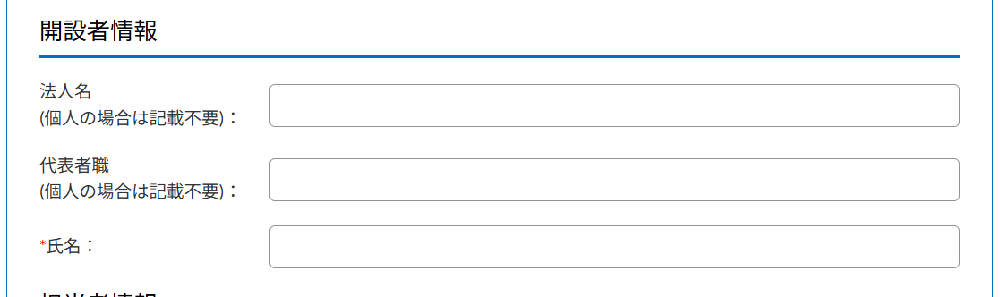 開設者情報
法人名
(個人の場合は記載不要)：
代表者職
(個人の場合は記載不要)：
*氏名：